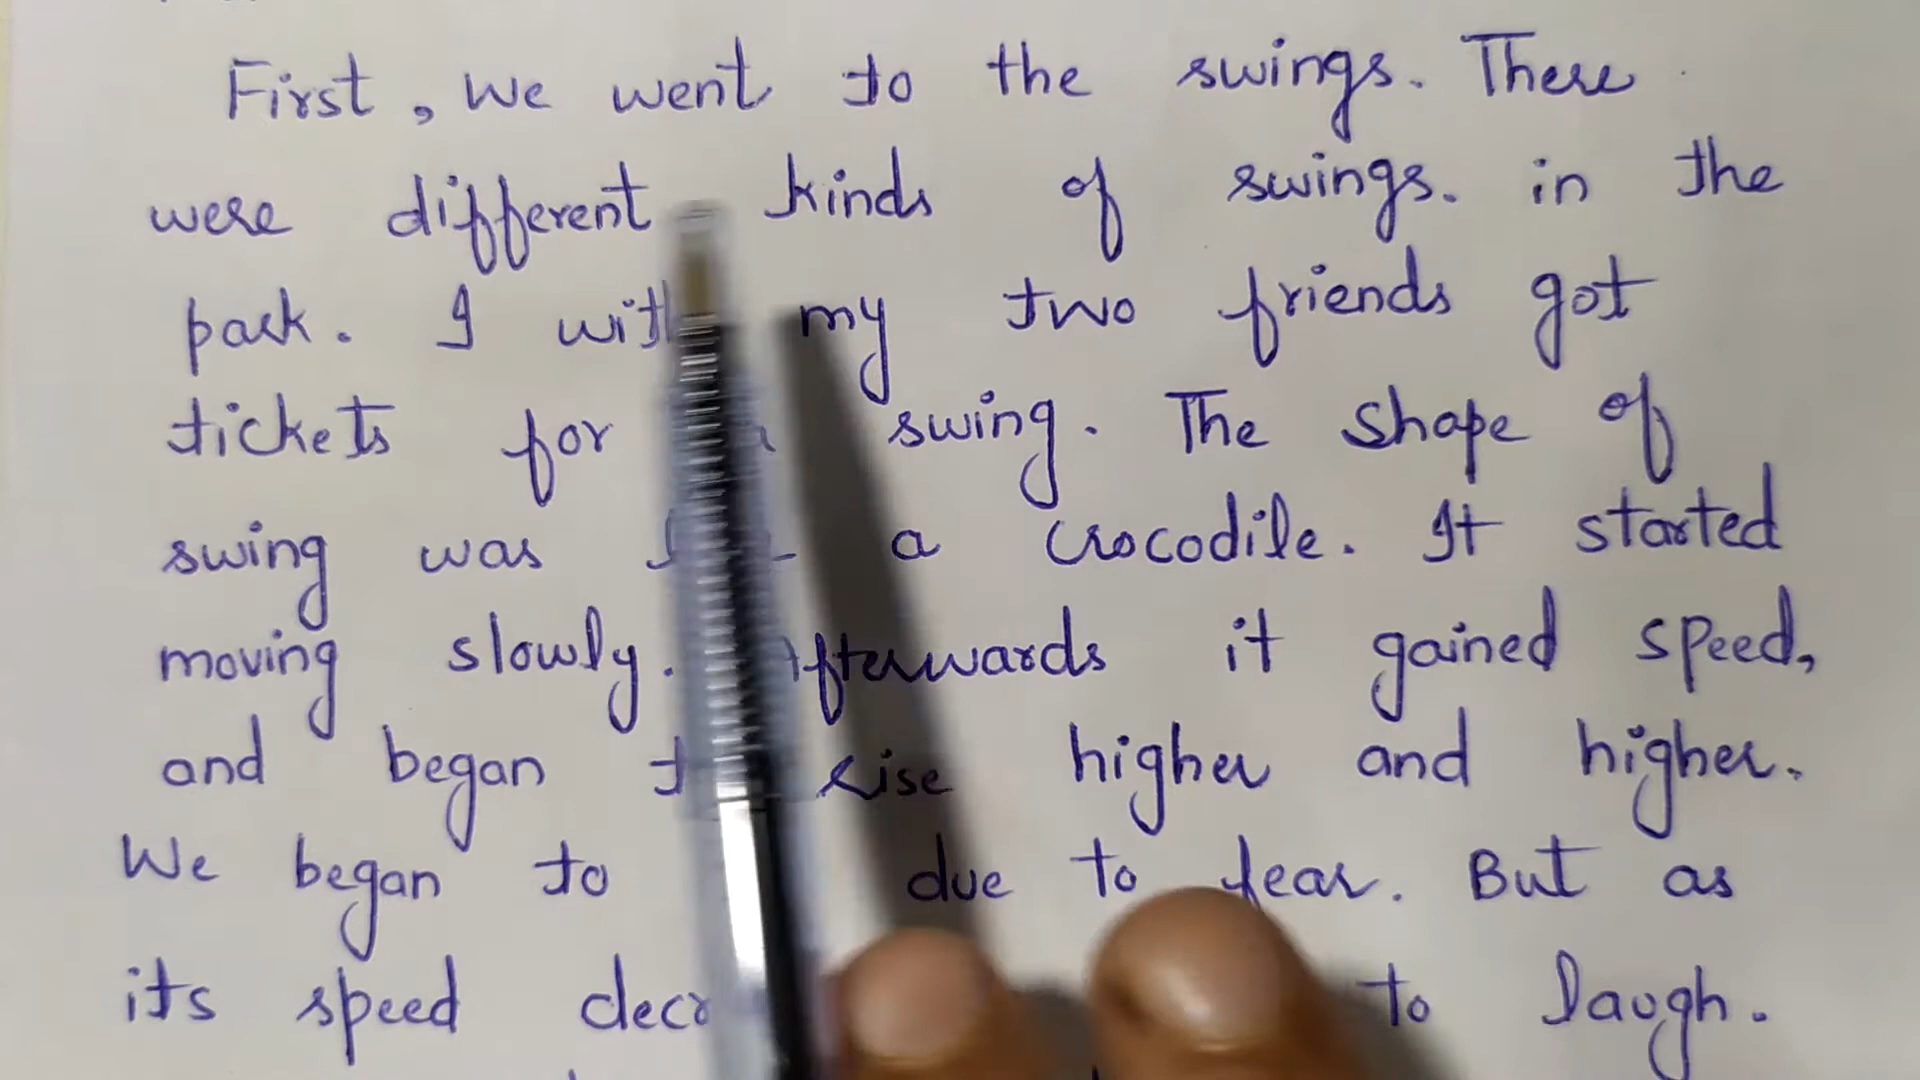 First, we went to the swings. There
were different kinds of swings. in the
park. I with my two friends got
tickets for a swing. The shape of
swing was a crocodile. It started
moving slowly. Afterwards it gained speed,
and began to rise higher and higher.
We began to due to fear. But as
its speed to laugh.